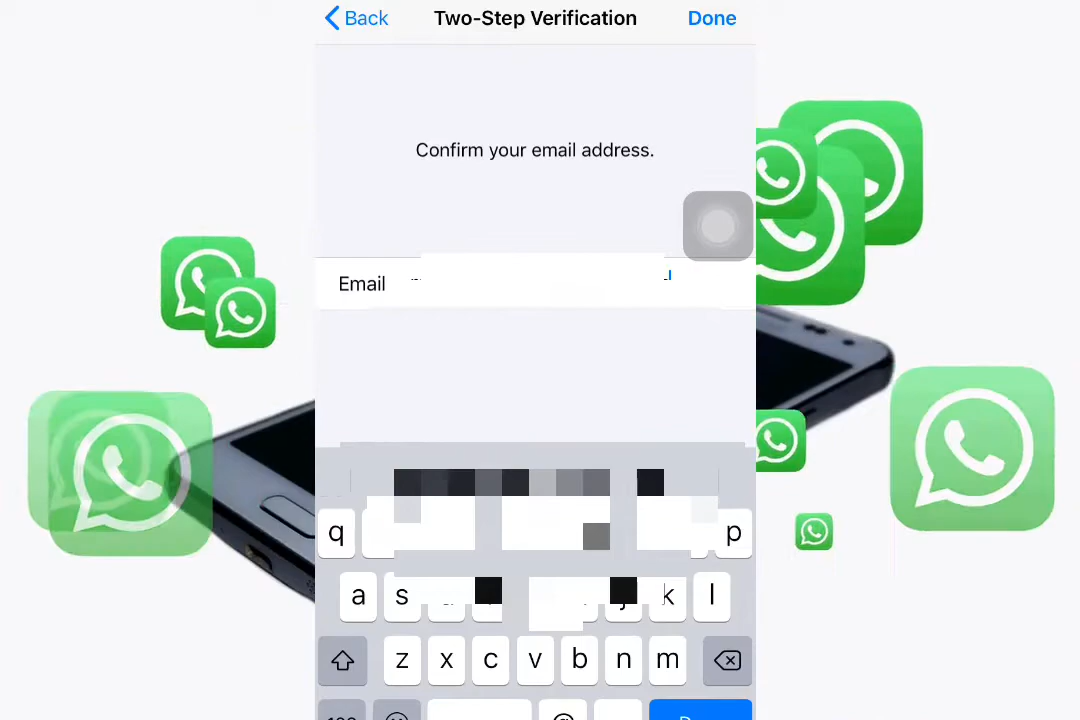 Back Two-Step Verification Done
Confirm your email address.
Email
q p
a s k l
z x c v b n m